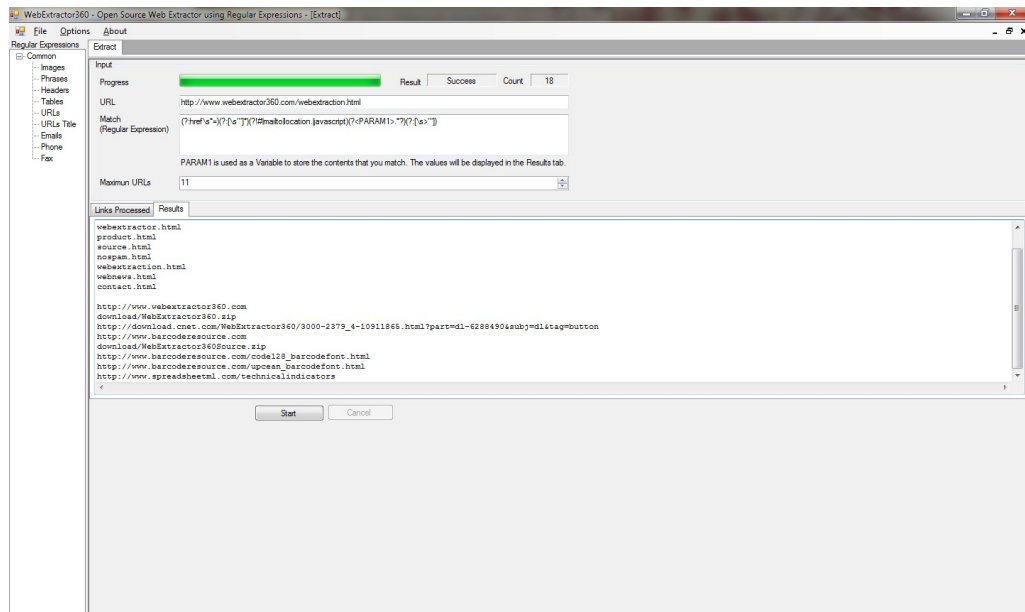 WebExtractor360 - Open Source Web Extractor using Regular Expressions - [Extract]
File Options About
Regular Expressions
Common
Images
Phrases
Headers
Tables
URLs
URLs Title
Emails
Phone
Fax
Extract
Input
Progress Result Success Count 18
URL http://www.webextractor360.com/webextraction.html
Match
(Regular Expression)
(?:href\s*=)(?:[\s"']*)(?!#|mailto|location.|javascript)(?<PARAM1>.*?)(?:[\s>"'])
PARAM1 is used as a Variable to store the contents that you match. The values will be displayed in the Results tab.
Maximun URLs 11
Links Processed Results
webextractor.html
product.html
source.html
nospam.html
webextraction.html
webnews.html
contact.html
http://www.webextractor360.com
download/WebExtractor360.zip
http://download.cnet.com/WebExtractor360/3000-2379_4-10911865.html?part=dl-6288490&subj=dl&tag=button
http://www.barcoderesource.com
download/WebExtractor360Source.zip
http://www.barcoderesource.com/code128_barcodefont.html
http://www.barcoderesource.com/upcean_barcodefont.html
http://www.spreadsheetml.com/technicalindicators
Start Cancel